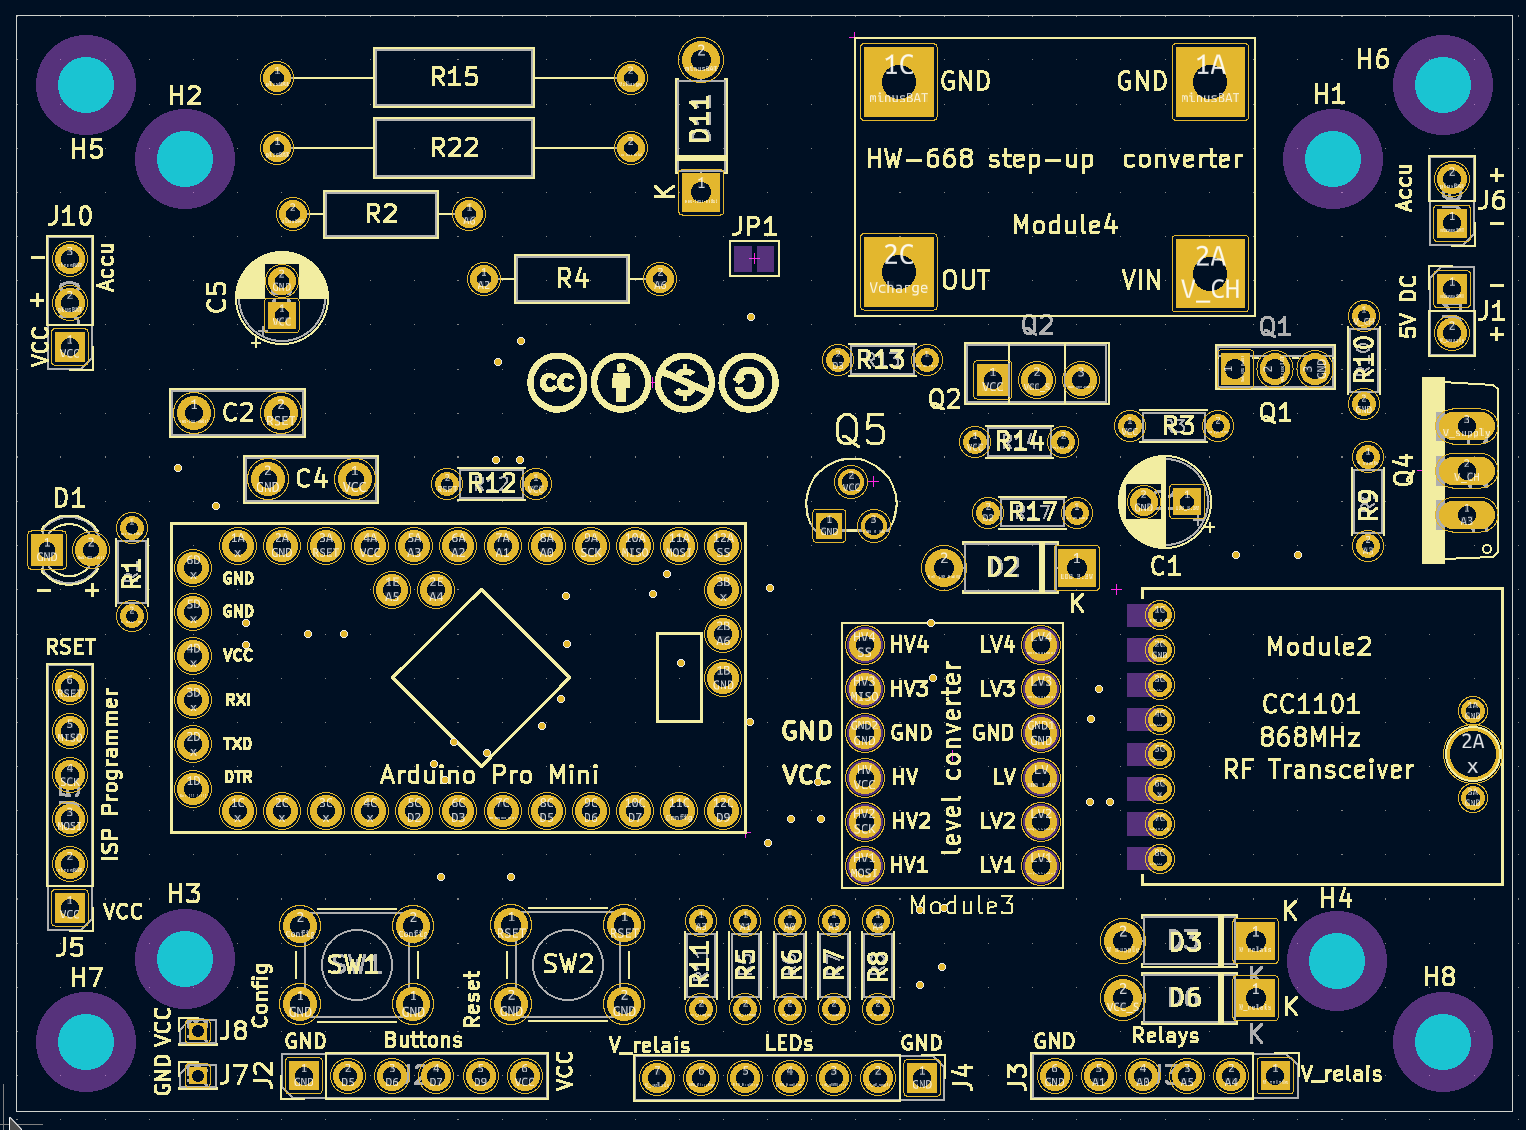 H5
H2
R15
R22
R2
R4
D11
K
JP1
1C
minusBAT
GND
GND
1A
minusBAT
HW-668 step-up converter
Module4
2C
Vcharge
OUT
VIN
2A
V_CH
H6
H1
Accu
+
J6
-
5V DC
-
J1
+
J10
-
+
VCC
Accu
C5
+
C2
C4
R12
D1
-
+
R1
R13
Q2
Q2
Q1
Q1
R10
R14
R3
Q5
R17
D2
K
C1
+
R9
Q4
V_supply
V_CH
RSET
ISP Programmer
VCC
J5
GND
GND
VCC
RXI
TXD
DTR
Arduino Pro Mini
GND
VCC
HV4
HV3
GND
HV
HV2
HV1
LV4
LV3
GND
LV
LV2
LV1
level converter
Module3
Module2
CC1101
868MHz
RF Transceiver
2A
x
H3
H7
H4
H8
SW1
Config
SW2
Reset
R11
R5
R6
R7
R8
D3
K
K
D6
K
K
VCC
J8
GND
J7
J2
GND
Buttons
VCC
V_relais
LEDs
GND
J4
J3
GND
Relays
V_relais